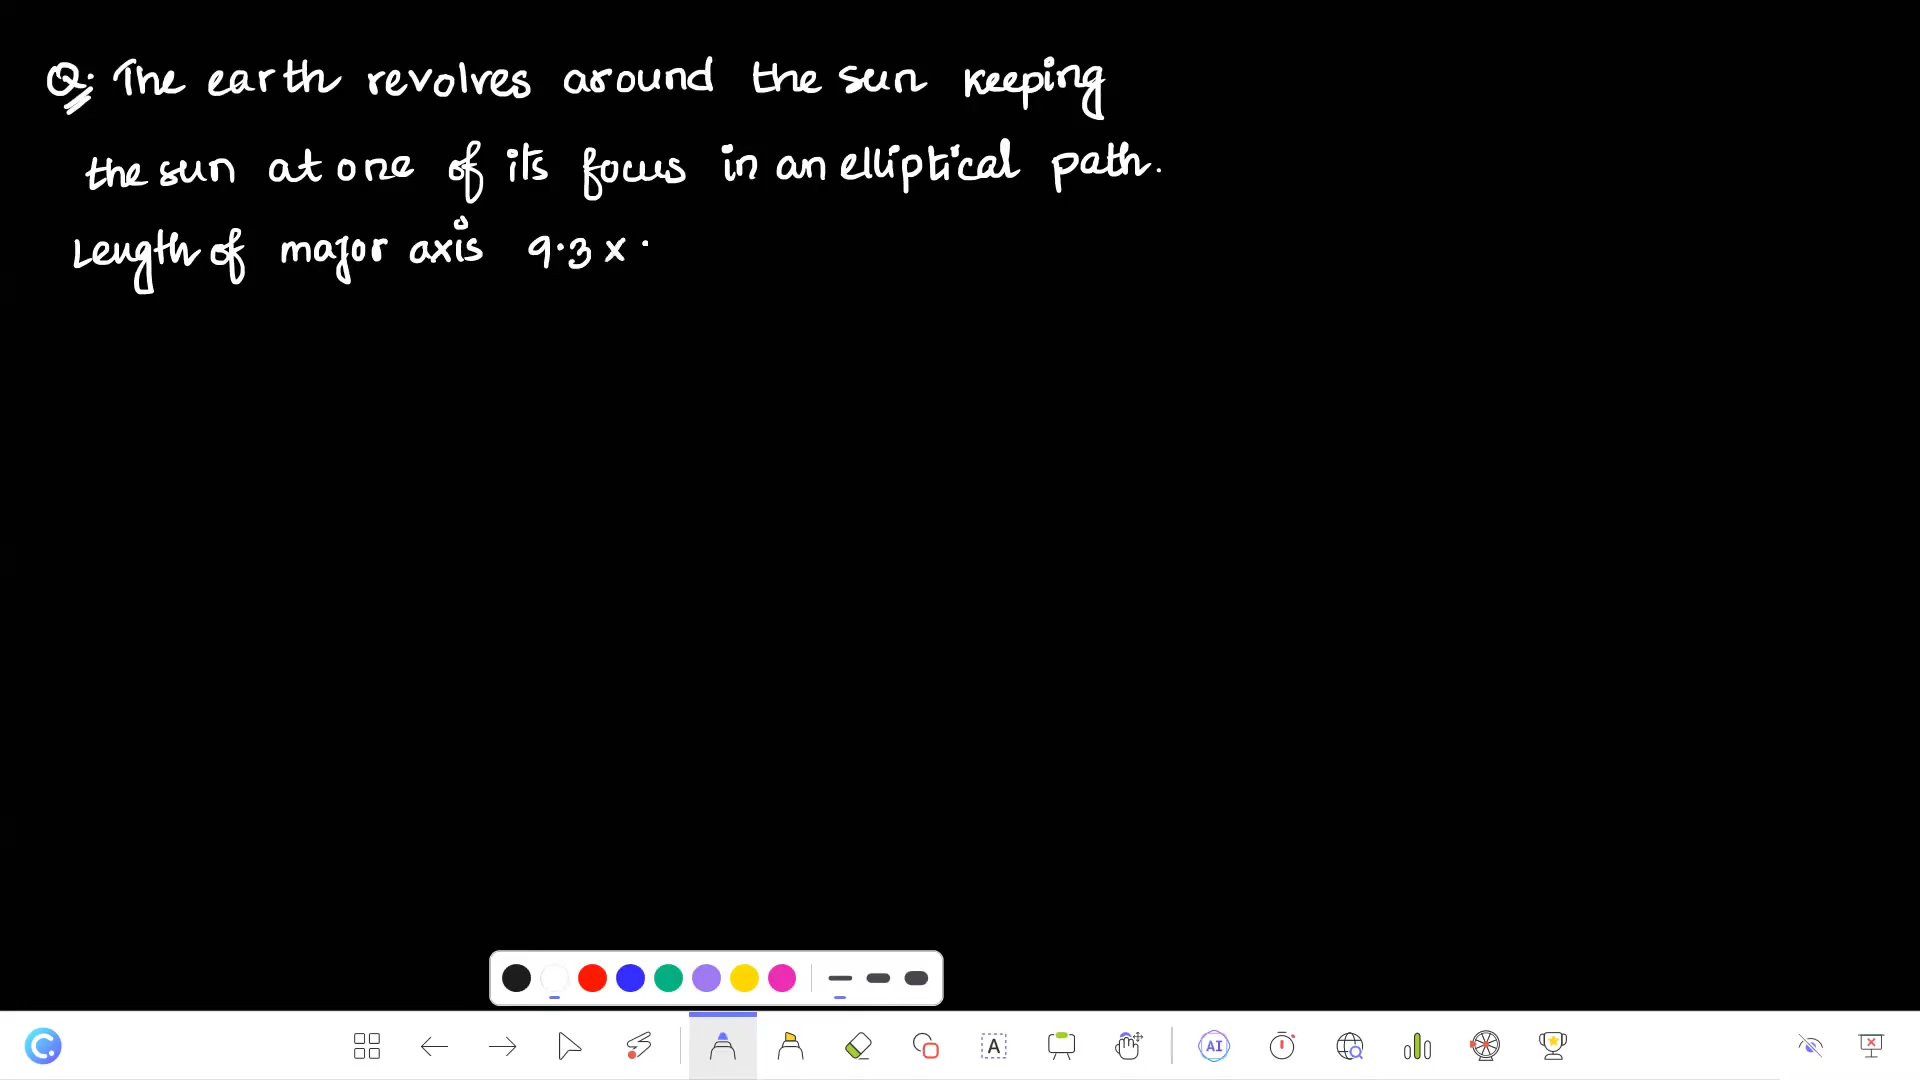 Q: The earth revolves around the sun keeping
the sun at one of its focus in an elliptical path.
Length of major axis 9.3 x
A
AI